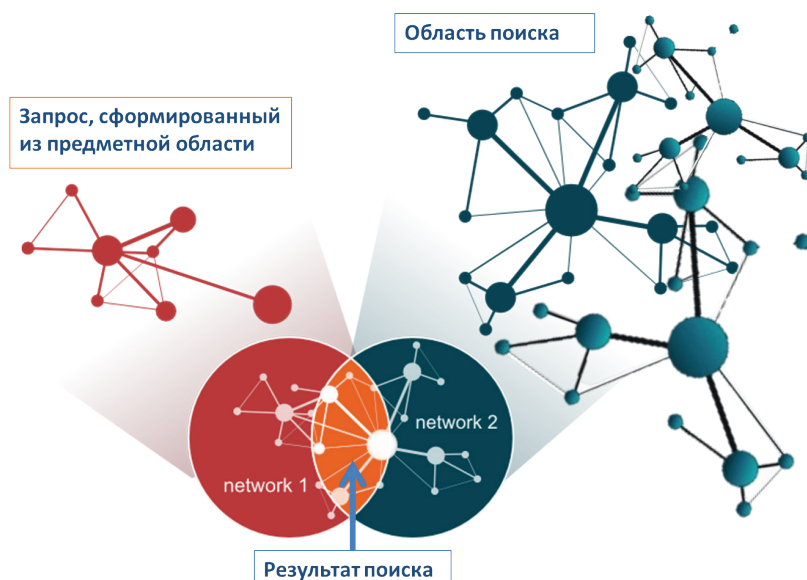 Область поиска
Запрос, сформированный
из предметной области
network 2
network 1
Результат поиска